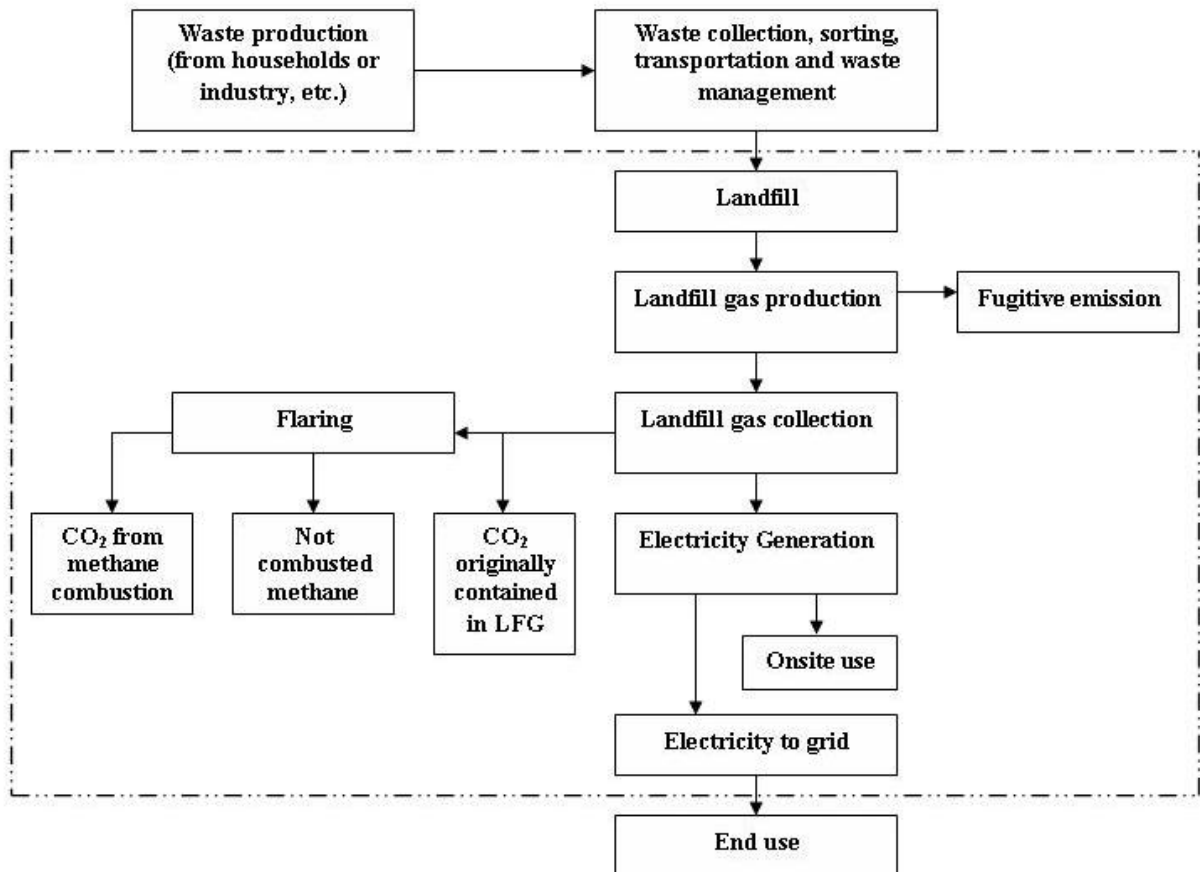 Waste production
(from households or
industry, etc.)
Waste collection, sorting,
transportation and waste
management
Landfill
Landfill gas production
Fugitive emission
Flaring
Landfill gas collection
CO₂ from
methane
combustion
Not
combusted
methane
CO₂
originally
contained
in LFG
Electricity Generation
Onsite use
Electricity to grid
End use